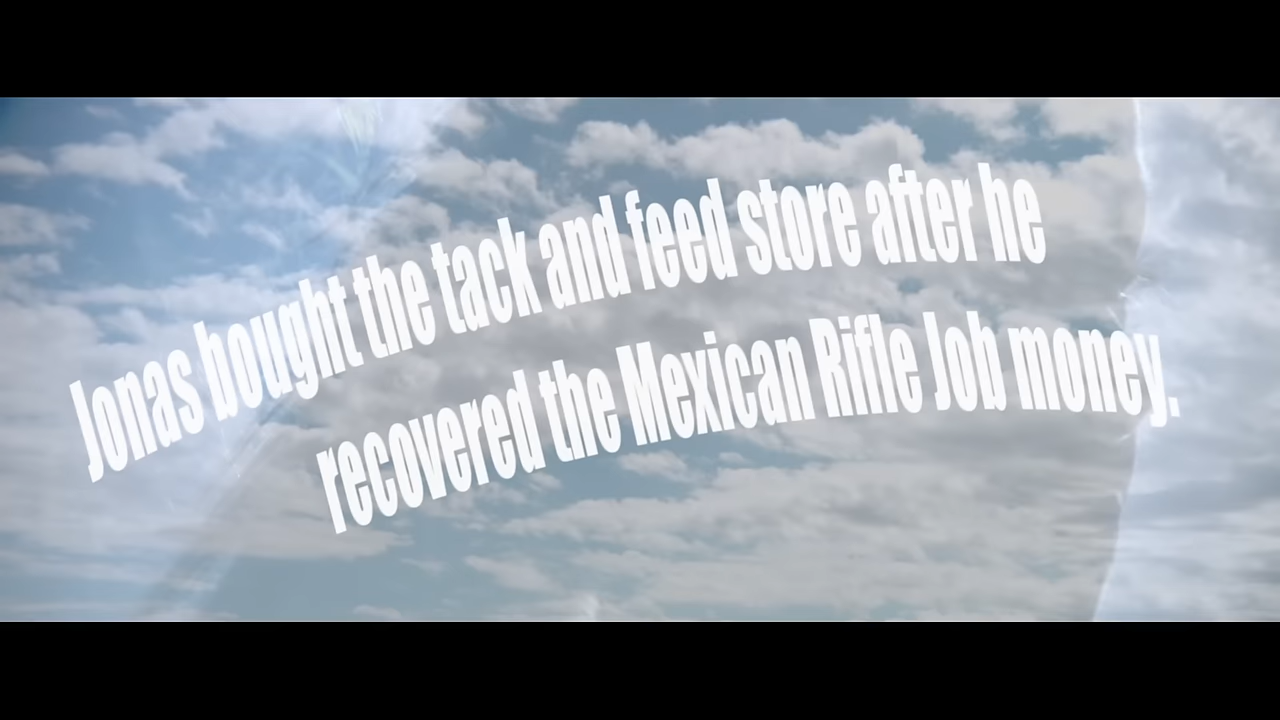 Jonas bought the tack and feed store after he
recovered the Mexican Rifle Job money.